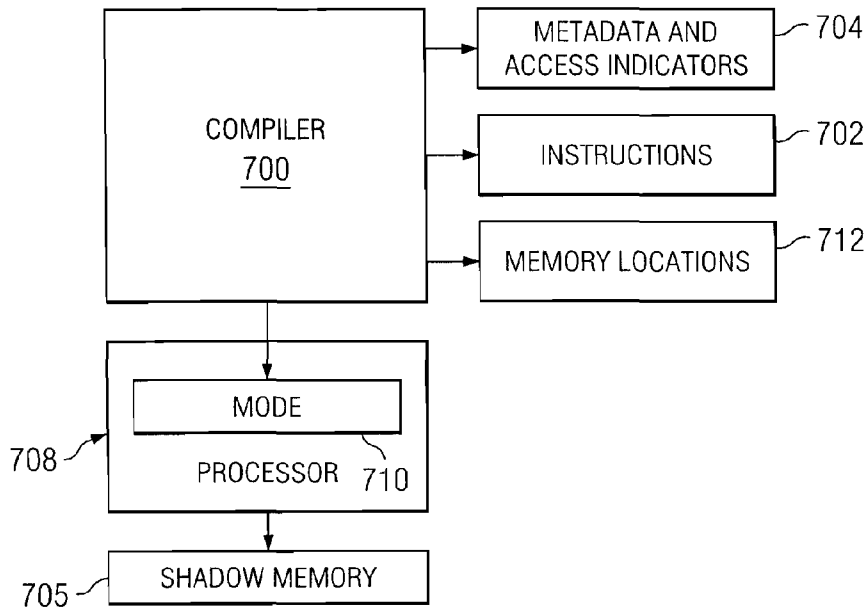 METADATA AND
ACCESS INDICATORS
704
COMPILER
700
INSTRUCTIONS
702
MEMORY LOCATIONS
712
MODE
708
PROCESSOR
710
705
SHADOW MEMORY